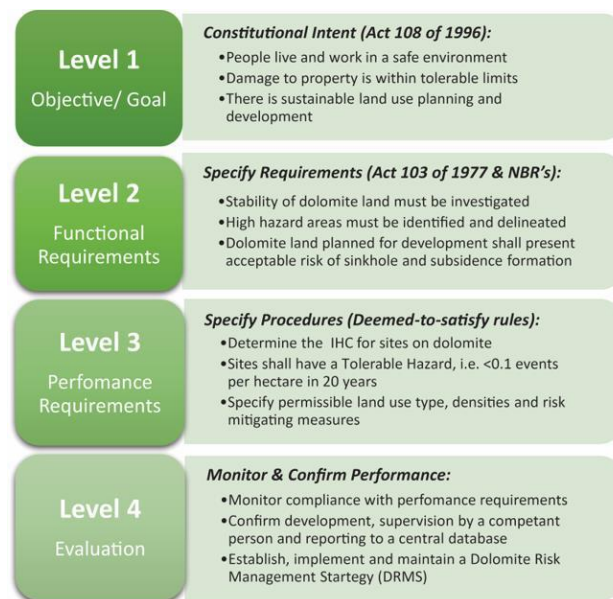 Level 1
Objective/ Goal
Constitutional Intent (Act 108 of 1996):
•People live and work in a safe environment
•Damage to property is within tolerable limits
•There is sustainable land use planning and
development
Level 2
Functional
Requirements
Specify Requirements (Act 103 of 1977 & NBR's):
•Stability of dolomite land must be investigated
•High hazard areas must be identified and delineated
•Dolomite land planned for development shall present
acceptable risk of sinkhole and subsidence formation
Level 3
Perfomance
Requirements
Specify Procedures (Deemed-to-satisfy rules):
•Determine the IHC for sites on dolomite
•Sites shall have a Tolerable Hazard, i.e. <0.1 events
per hectare in 20 years
•Specify permissible land use type, densities and risk
mitigating measures
Level 4
Evaluation
Monitor & Confirm Performance:
•Monitor compliance with perfomance requirements
•Confirm development, supervision by a competant
person and reporting to a central database
•Establish, implement and maintain a Dolomite Risk
Management Startegy (DRMS)